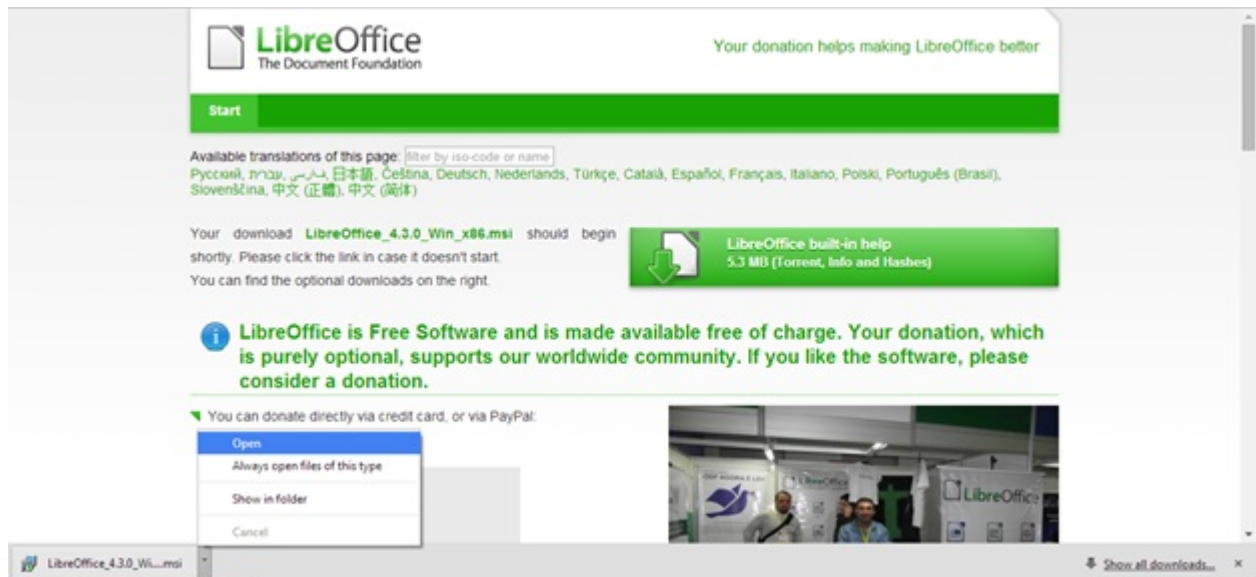 LibreOffice
The Document Foundation
Your donation helps making LibreOffice better
Start
Available translations of this page: filter by iso-code or name
Русский, עברית, فارسی, 日本語, Čeština, Deutsch, Nederlands, Türkçe, Català, Español, Français, Italiano, Polski, Português (Brasil),
Slovenščina, 中文 (正體), 中文 (简体)
Your download LibreOffice_4.3.0_Win_x86.msi should begin
shortly. Please click the link in case it doesn't start.
You can find the optional downloads on the right.
LibreOffice built-in help
5.3 MB (Torrent, Info and Hashes)
LibreOffice is Free Software and is made available free of charge. Your donation, which
is purely optional, supports our worldwide community. If you like the software, please
consider a donation.
You can donate directly via credit card, or via PayPal:
Open
Always open files of this type
Show in folder
Cancel
LibreOffice
LibreOffice
LibreOffice_4.3.0_Wi....msi
Show all downloads...